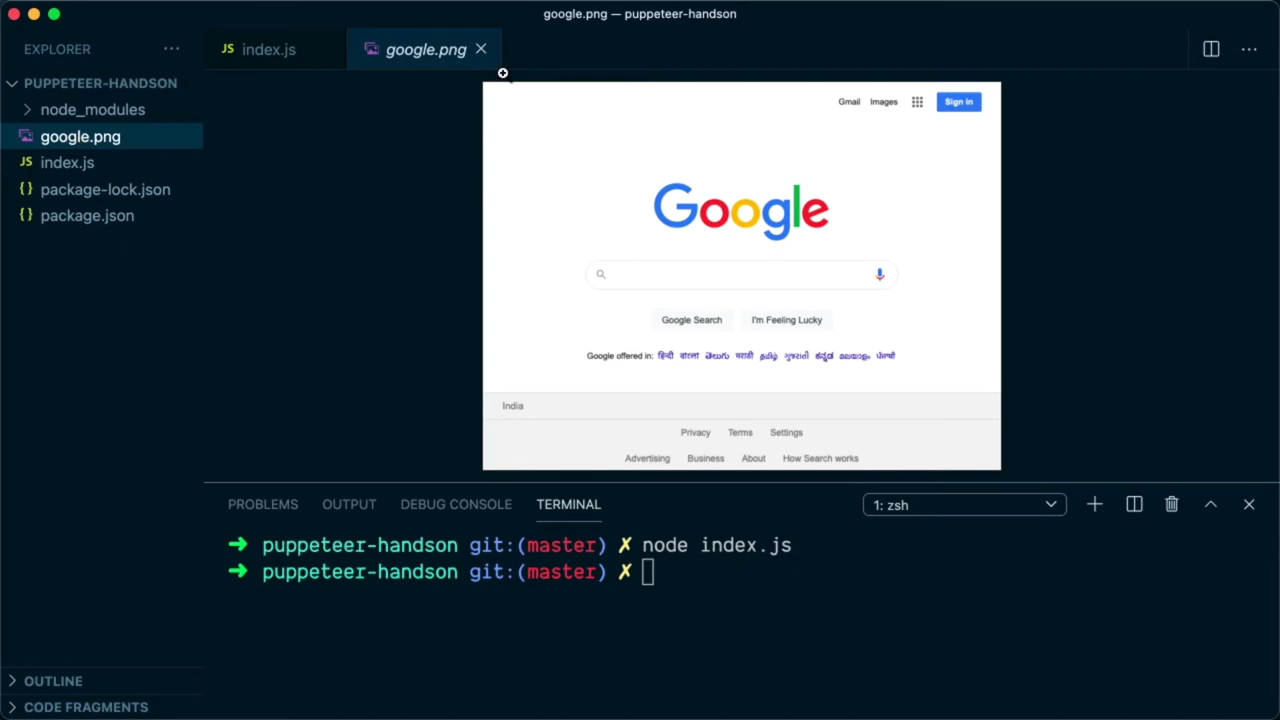 google.png — puppeteer-handson
EXPLORER
JS index.js
google.png
PUPPETEER-HANDSON
node_modules
google.png
JS index.js
{} package-lock.json
{} package.json
Gmail Images Sign in
Google
Google Search I'm Feeling Lucky
Google offered in: हिन्दी বাংলা తెలుగు मराठी தமிழ் ગુજરાતી ಕನ್ನಡ മലയാളം ਪੰਜਾਬੀ
India
Privacy Terms Settings
Advertising Business About How Search works
PROBLEMS OUTPUT DEBUG CONSOLE TERMINAL 1: zsh
➜ puppeteer-handson git:(master) ✗ node index.js
➜ puppeteer-handson git:(master) ✗
OUTLINE
CODE FRAGMENTS